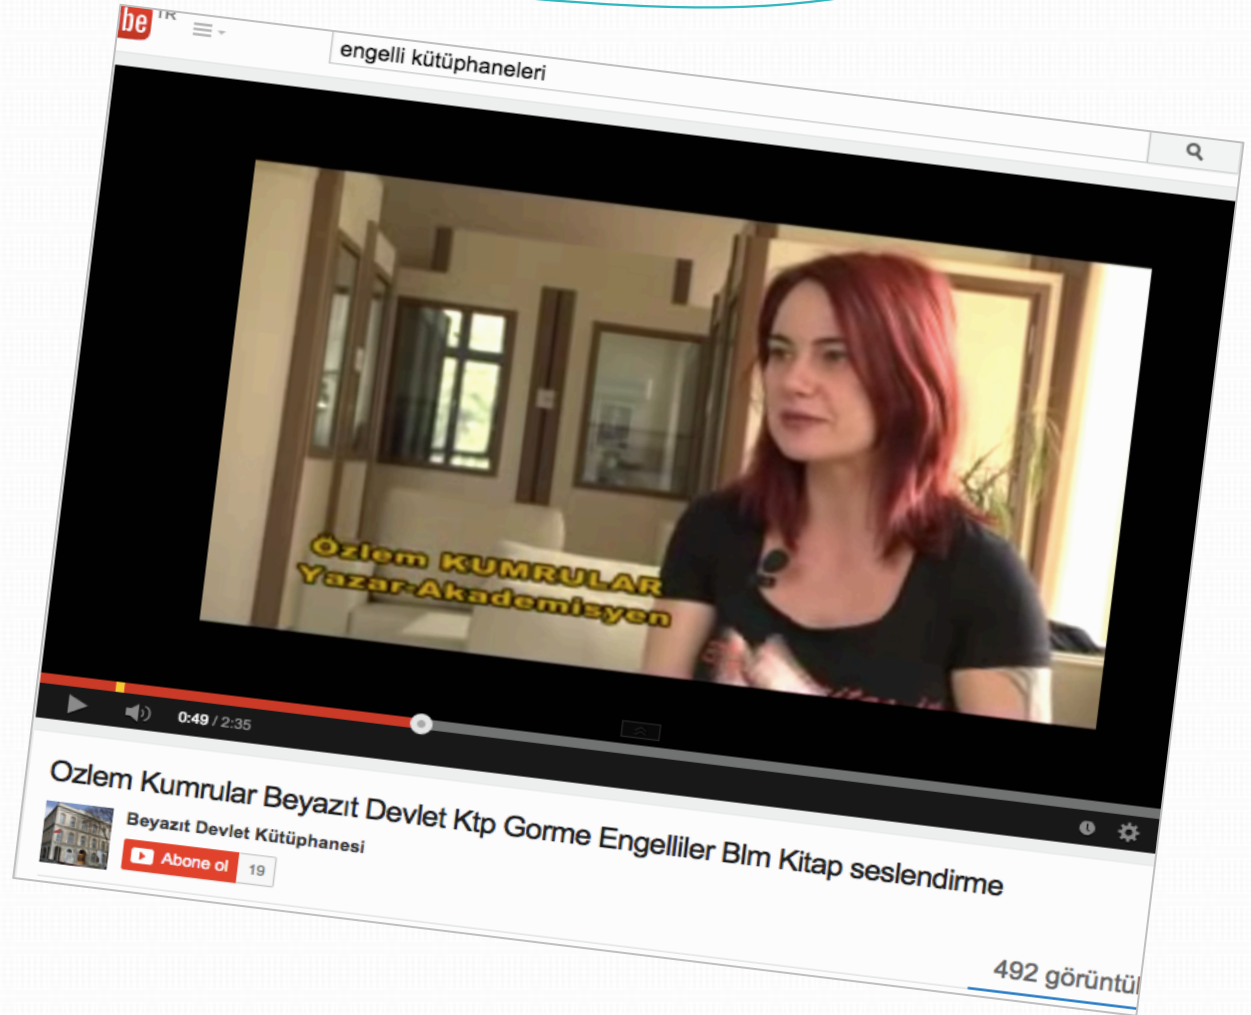 be TR
engelli kütüphaneleri
Özlem KUMRULAR
Yazar-Akademisyen
0:49 / 2:35
Ozlem Kumrular Beyazıt Devlet Ktp Gorme Engelliler Blm Kitap seslendirme
Beyazıt Devlet Kütüphanesi
Abone ol 19
492 görüntül